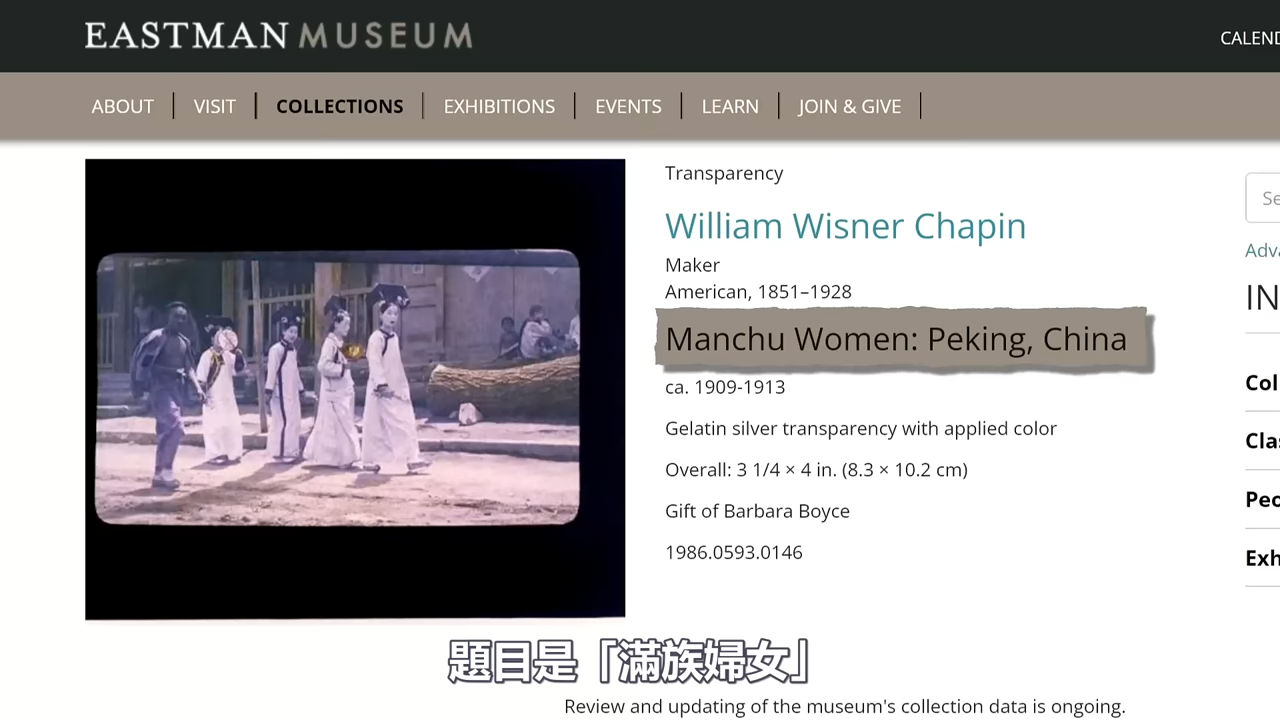 EASTMAN MUSEUM
CALEND
ABOUT VISIT COLLECTIONS EXHIBITIONS EVENTS LEARN JOIN & GIVE
Transparency
William Wisner Chapin
Maker
American, 1851–1928
Manchu Women: Peking, China
ca. 1909-1913
Gelatin silver transparency with applied color
Overall: 3 1/4 × 4 in. (8.3 × 10.2 cm)
Gift of Barbara Boyce
1986.0593.0146
Se
Adva
IN
Col
Clas
Peo
Exh
題目是「滿族婦女」
Review and updating of the museum's collection data is ongoing.